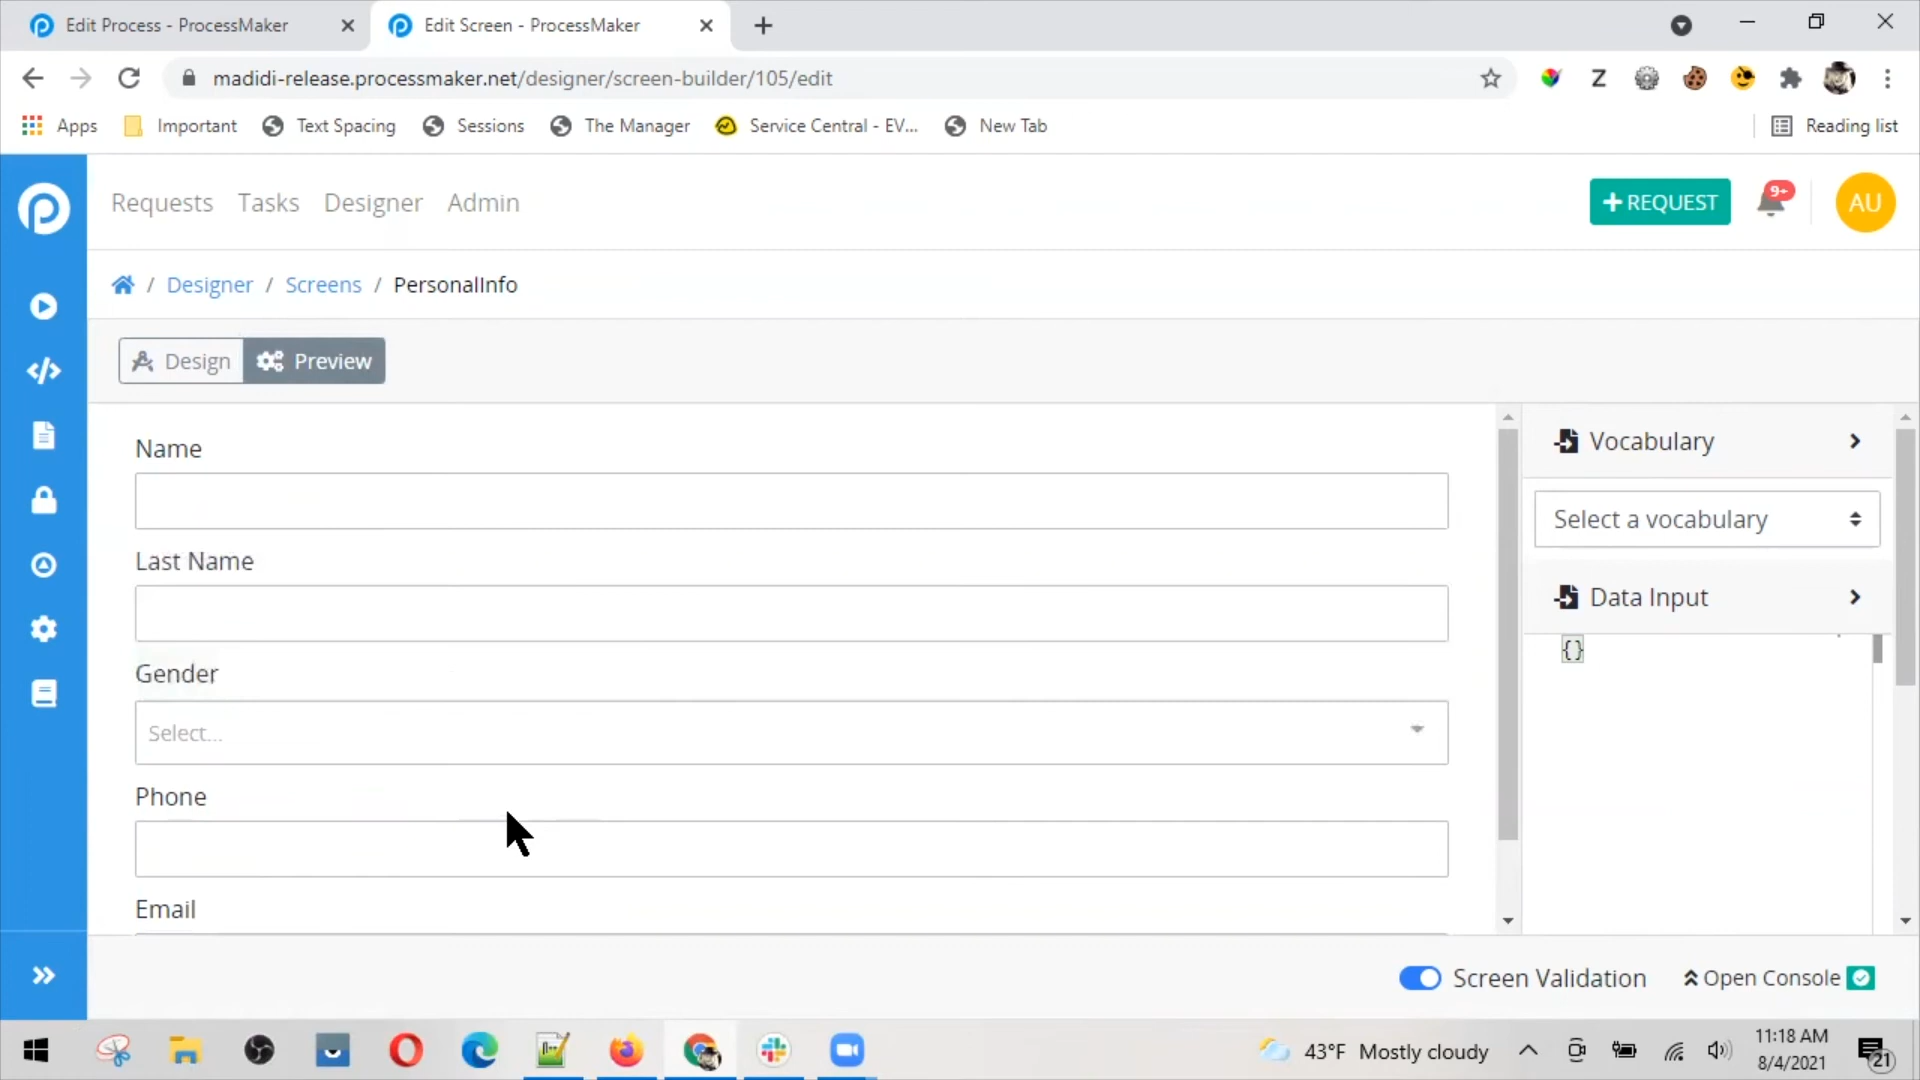 Edit Process - ProcessMaker
Edit Screen - ProcessMaker
madidi-release.processmaker.net/designer/screen-builder/105/edit
Z
Apps
Important
Text Spacing
Sessions
The Manager
Service Central - EV...
New Tab
Reading list
Requests
Tasks
Designer
Admin
REQUEST
9+
AU
/ Designer / Screens / PersonalInfo
Design
Preview
Name
Vocabulary
Select a vocabulary
Last Name
Data Input
{}
Gender
Select...
Phone
Email
Screen Validation
Open Console
43°F Mostly cloudy
11:18 AM
8/4/2021
21